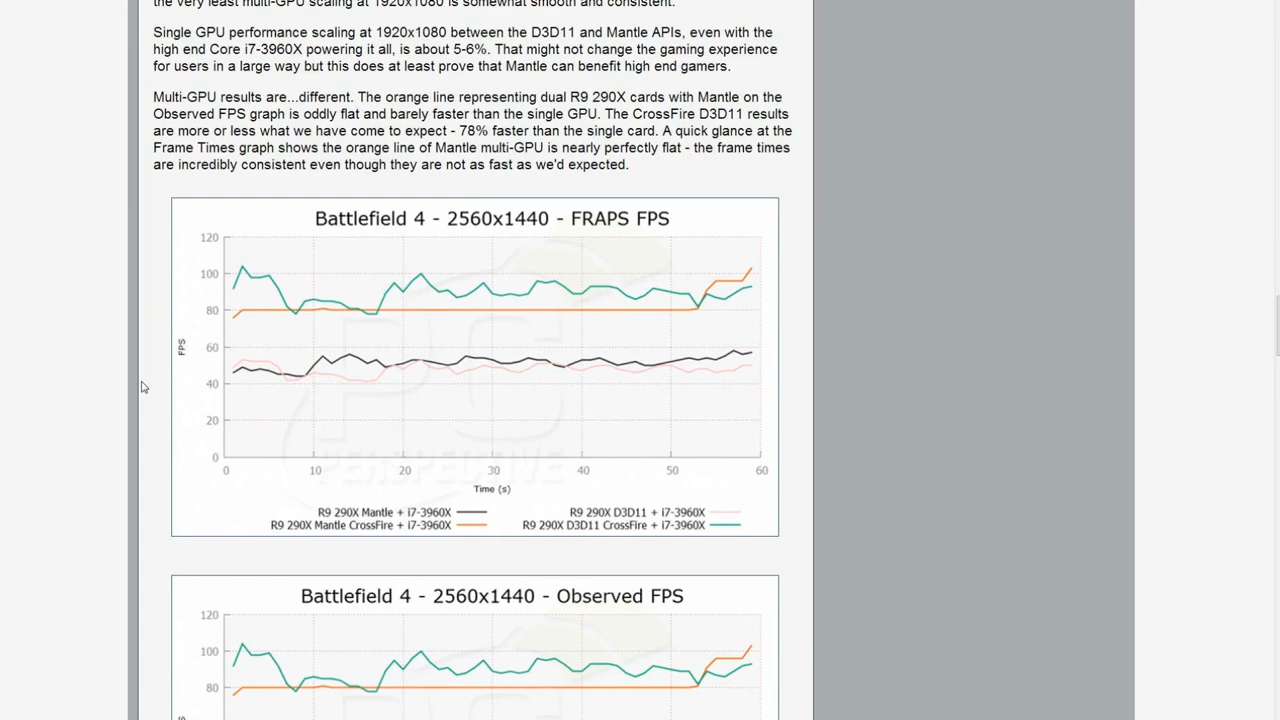 the very least multi-GPU scaling at 1920x1080 is somewhat smooth and consistent.
Single GPU performance scaling at 1920x1080 between the D3D11 and Mantle APIs, even with the
high end Core i7-3960X powering it all, is about 5-6%. That might not change the gaming experience
for users in a large way but this does at least prove that Mantle can benefit high end gamers.
Multi-GPU results are...different. The orange line representing dual R9 290X cards with Mantle on the
Observed FPS graph is oddly flat and barely faster than the single GPU. The CrossFire D3D11 results
are more or less what we have come to expect - 78% faster than the single card. A quick glance at the
Frame Times graph shows the orange line of Mantle multi-GPU is nearly perfectly flat - the frame times
are incredibly consistent even though they are not as fast as we'd expected.
Battlefield 4 - 2560x1440 - FRAPS FPS
120
100
80
60
40
20
0
FPS
PC
PERSPECTIVE
0 10 20 30 40 50 60
Time (s)
R9 290X Mantle + i7-3960X R9 290X D3D11 + i7-3960X
R9 290X Mantle CrossFire + i7-3960X R9 290X D3D11 CrossFire + i7-3960X
Battlefield 4 - 2560x1440 - Observed FPS
120
100
80